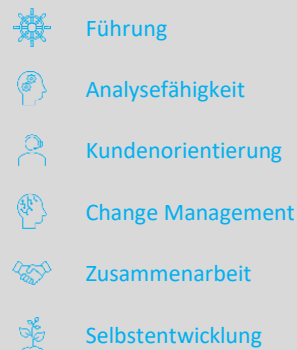 Führung
Analysefähigkeit
Kundenorientierung
Change Management
Zusammenarbeit
Selbstentwicklung